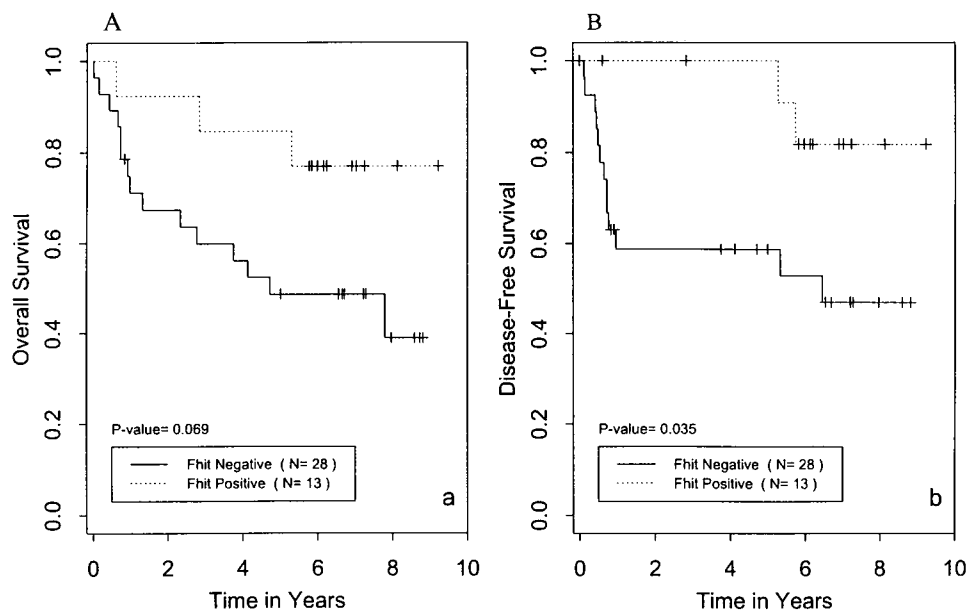 A
Overall Survival
1.0
0.8
0.6
0.4
0.2
0.0
P-value= 0.069
Fhit Negative ( N= 28 )
Fhit Positive ( N= 13 )
a
0 2 4 6 8 10
Time in Years
B
Disease-Free Survival
1.0
0.8
0.6
0.4
0.2
0.0
P-value= 0.035
Fhit Negative ( N= 28 )
Fhit Positive ( N= 13 )
b
0 2 4 6 8 10
Time in Years